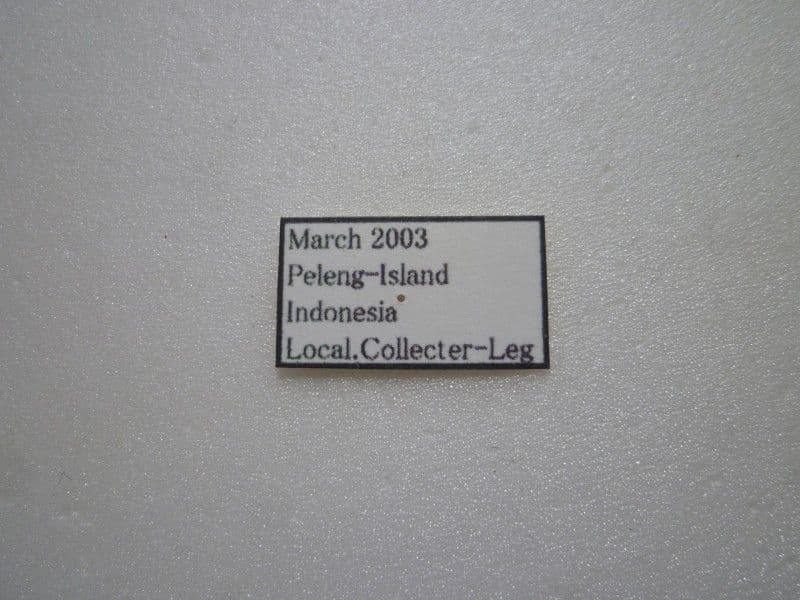 March 2003
Peleng-Island
Indonesia
Local.Collecter-Leg